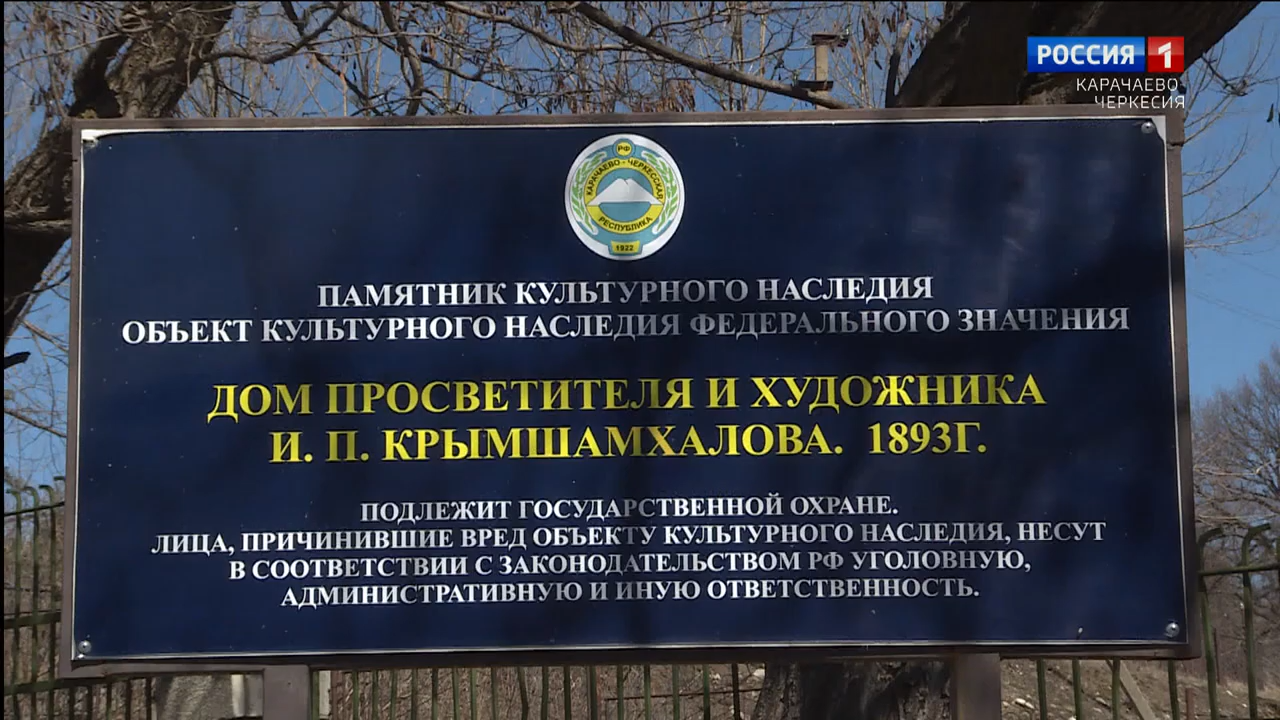 РОССИЯ 1
КАРАЧАЕВО
ЧЕРКЕСИЯ
РФ
КАРАЧАЕВО - ЧЕРКЕССКАЯ
РЕСПУБЛИКА
1922
ПАМЯТНИК КУЛЬТУРНОГО НАСЛЕДИЯ
ОБЪЕКТ КУЛЬТУРНОГО НАСЛЕДИЯ ФЕДЕРАЛЬНОГО ЗНАЧЕНИЯ
ДОМ ПРОСВЕТИТЕЛЯ И ХУДОЖНИКА
И. П. КРЫМШАМХАЛОВА. 1893Г.
ПОДЛЕЖИТ ГОСУДАРСТВЕННОЙ ОХРАНЕ.
ЛИЦА, ПРИЧИНИВШИЕ ВРЕД ОБЪЕКТУ КУЛЬТУРНОГО НАСЛЕДИЯ, НЕСУТ
В СООТВЕТСТВИИ С ЗАКОНОДАТЕЛЬСТВОМ РФ УГОЛОВНУЮ,
АДМИНИСТРАТИВНУЮ И ИНУЮ ОТВЕТСТВЕННОСТЬ.